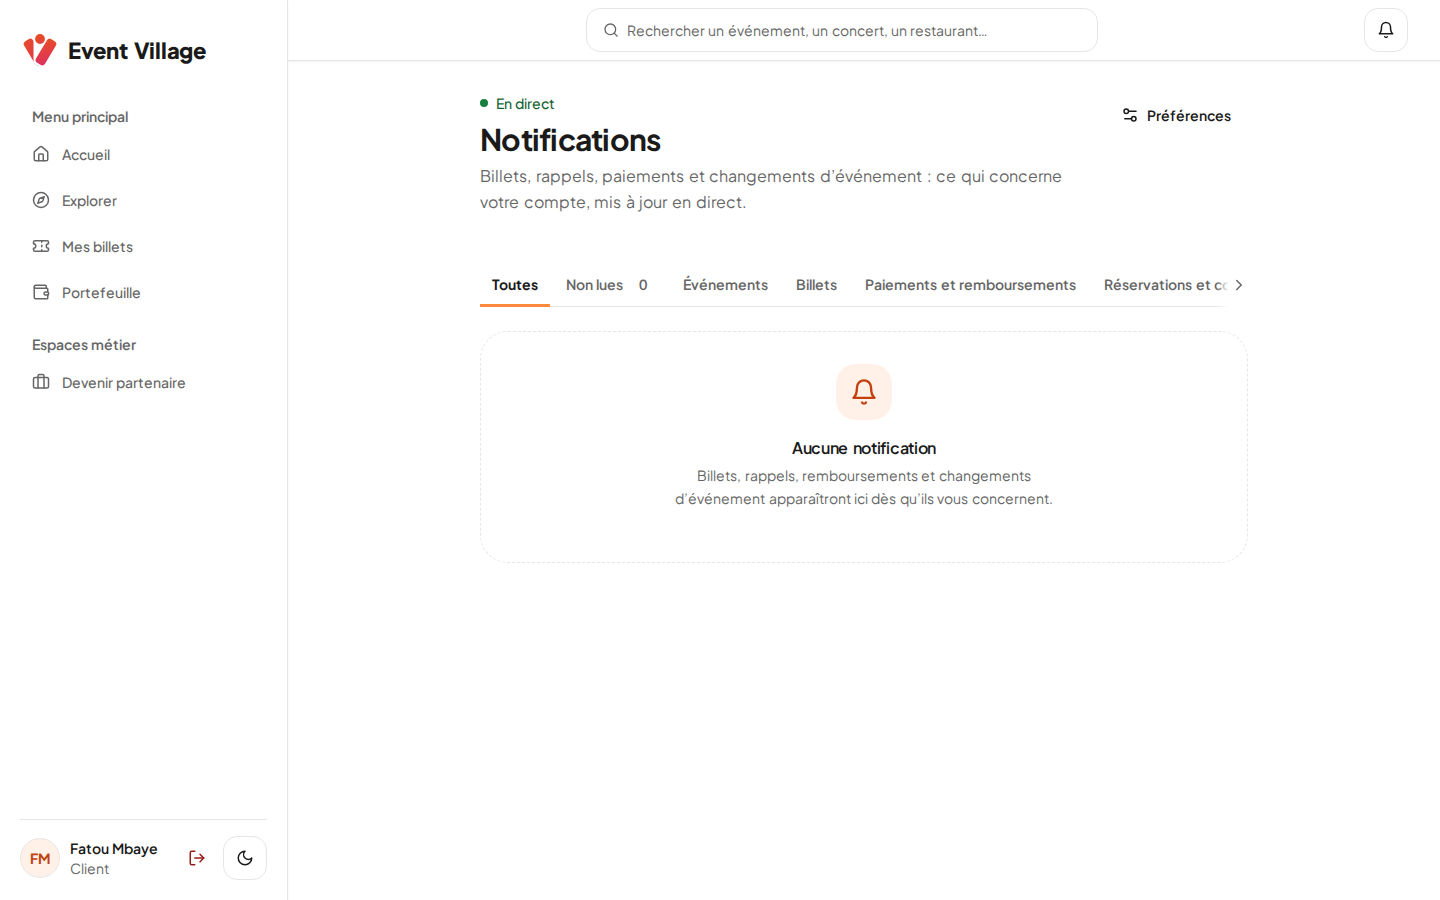 Event Village
Menu principal
Accueil
Explorer
Mes billets
Portefeuille
Espaces métier
Devenir partenaire
FM
Fatou Mbaye
Client
Rechercher un événement, un concert, un restaurant…
En direct
Notifications
Préférences
Billets, rappels, paiements et changements d’événement : ce qui concerne
votre compte, mis à jour en direct.
Toutes
Non lues 0
Événements
Billets
Paiements et remboursements
Réservations et
Aucune notification
Billets, rappels, remboursements et changements
d’événement apparaîtront ici dès qu’ils vous concernent.